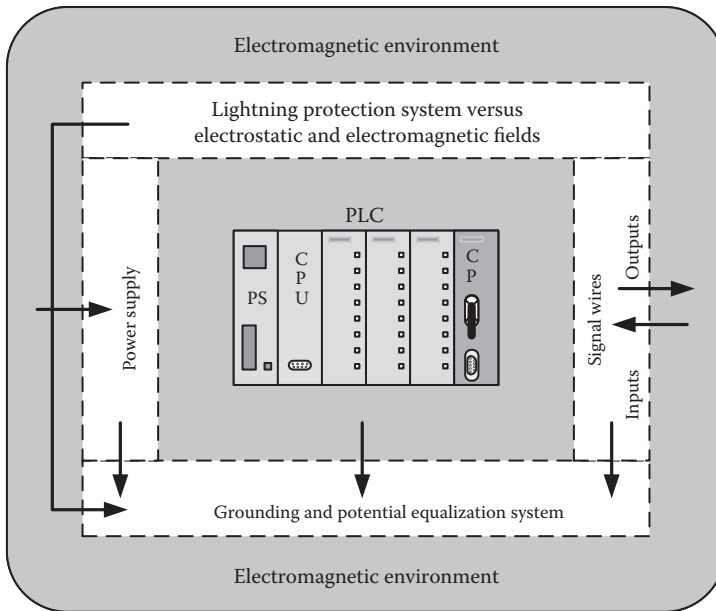 Electromagnetic environment
Lightning protection system versus
electrostatic and electromagnetic fields
PLC
PS
C
P
U
C
P
Power supply
Signal wires
Outputs
Inputs
Grounding and potential equalization system
Electromagnetic environment